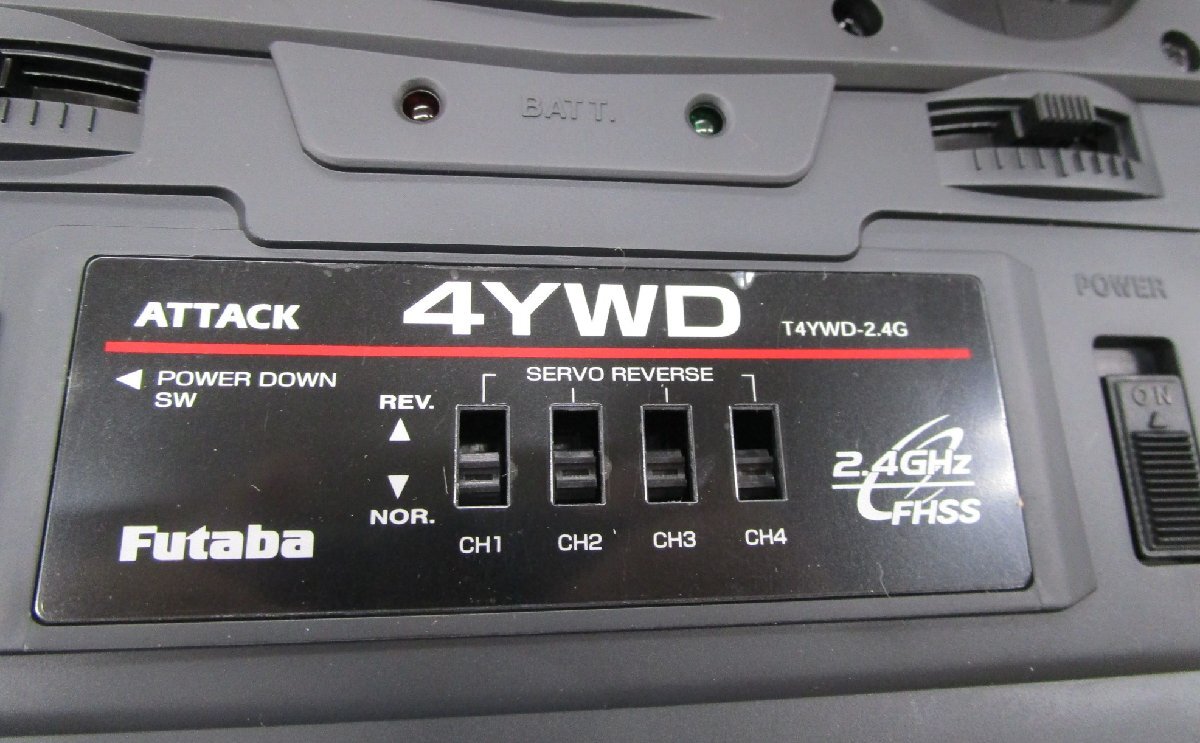 BATT.
POWER
ON
ATTACK 4YWD T4YWD-2.4G
◀ POWER DOWN
SW
SERVO REVERSE
REV.
▲
▼
NOR.
CH1 CH2 CH3 CH4
2.4GHz
FHSS
Futaba